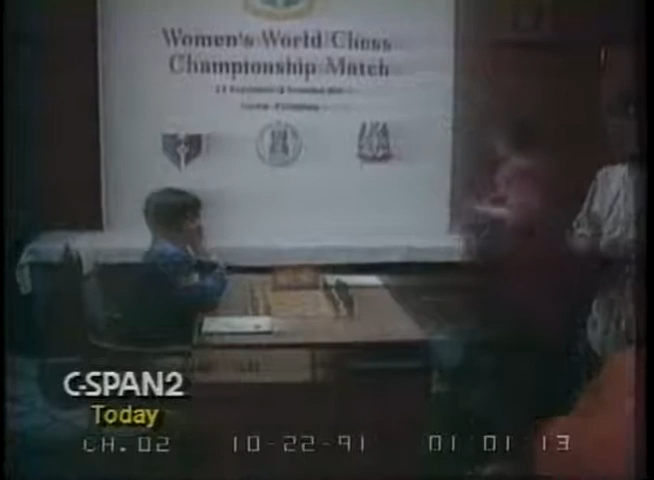 Women's World Chess
Championship Match
C-SPAN2
Today
CH.02 10-22-91 01 01 13